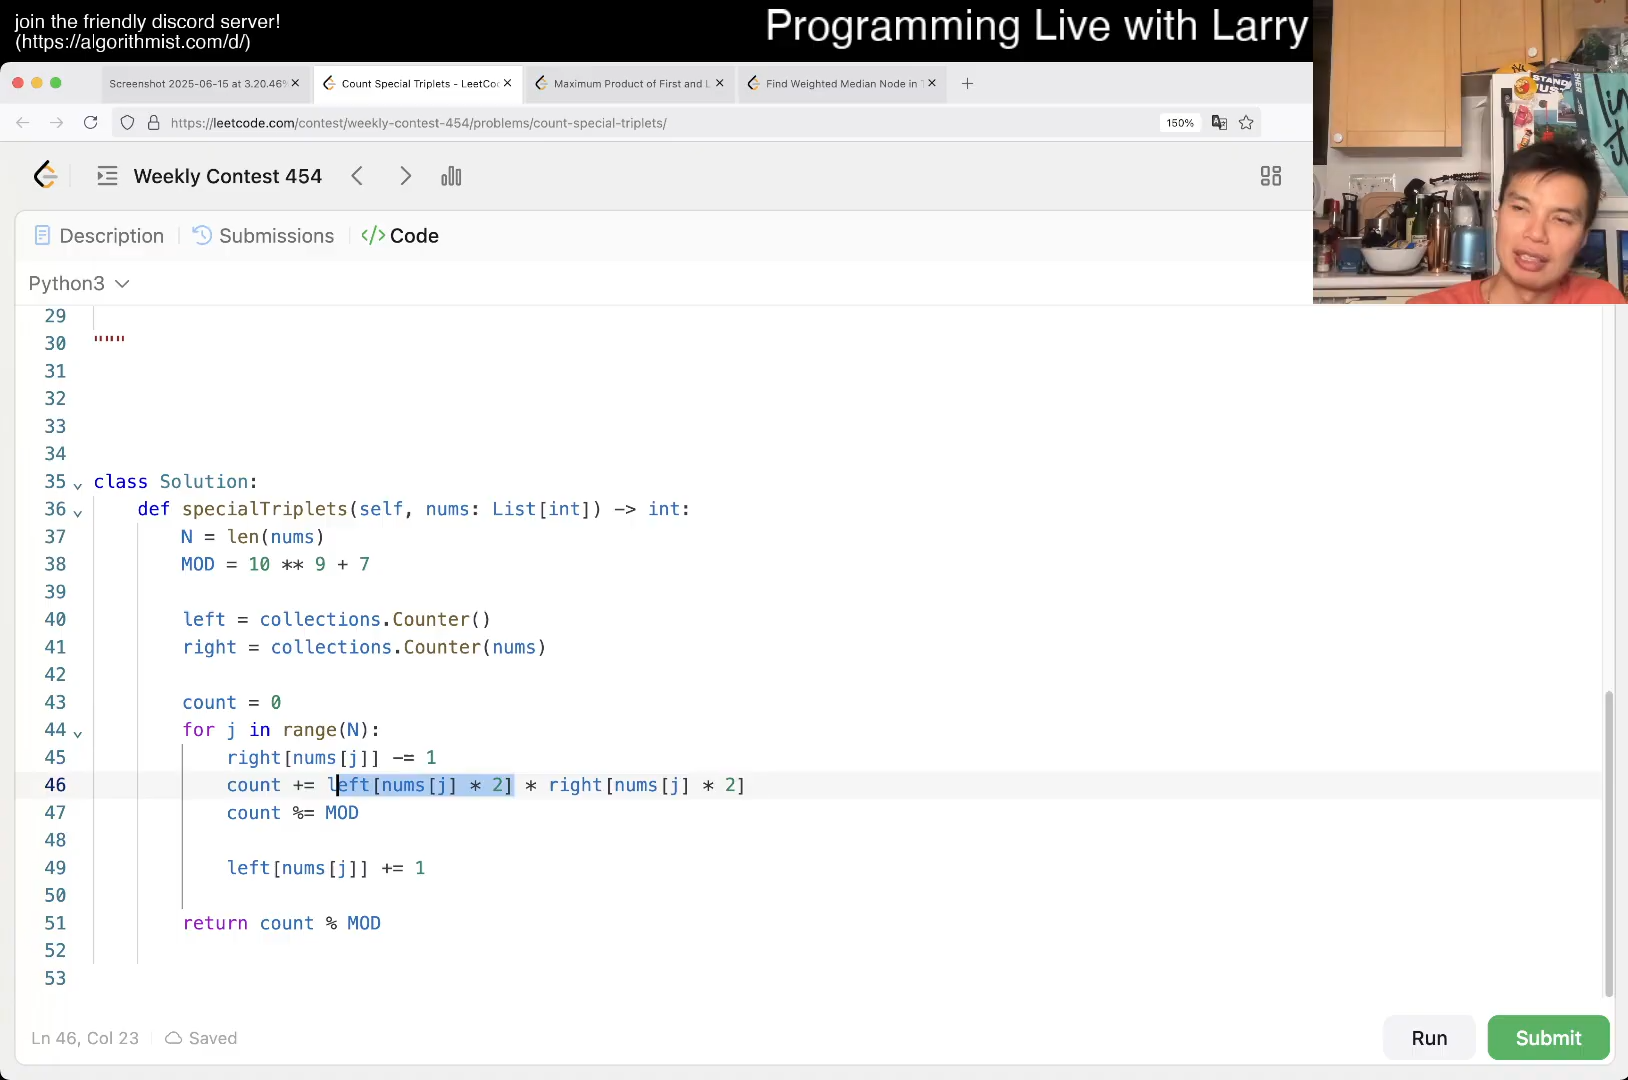 join the friendly discord server!
(https://algorithmist.com/d/)
Programming Live with Larry
Screenshot 2025-06-15 at 3.20.46
Count Special Triplets - LeetCo
Maximum Product of First and L
Find Weighted Median Node in
https://leetcode.com/contest/weekly-contest-454/problems/count-special-triplets/
150%
Weekly Contest 454
Description
Submissions
</> Code
Python3
29
30 """
31
32
33
34
35 class Solution:
36 def specialTriplets(self, nums: List[int]) -> int:
37 N = len(nums)
38 MOD = 10 ** 9 + 7
39
40 left = collections.Counter()
41 right = collections.Counter(nums)
42
43 count = 0
44 for j in range(N):
45 right[nums[j]] -= 1
46 count += left[nums[j] * 2] * right[nums[j] * 2]
47 count %= MOD
48
49 left[nums[j]] += 1
50
51 return count % MOD
52
53
Ln 46, Col 23
Saved
Run
Submit